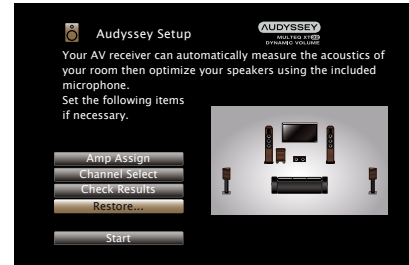 Audyssey Setup
AUDYSSEY
MULTEQ XT32
DYNAMIC VOLUME
Your AV receiver can automatically measure the acoustics of
your room then optimize your speakers using the included
microphone.
Set the following items
if necessary.
Amp Assign
Channel Select
Check Results
Restore...
Start